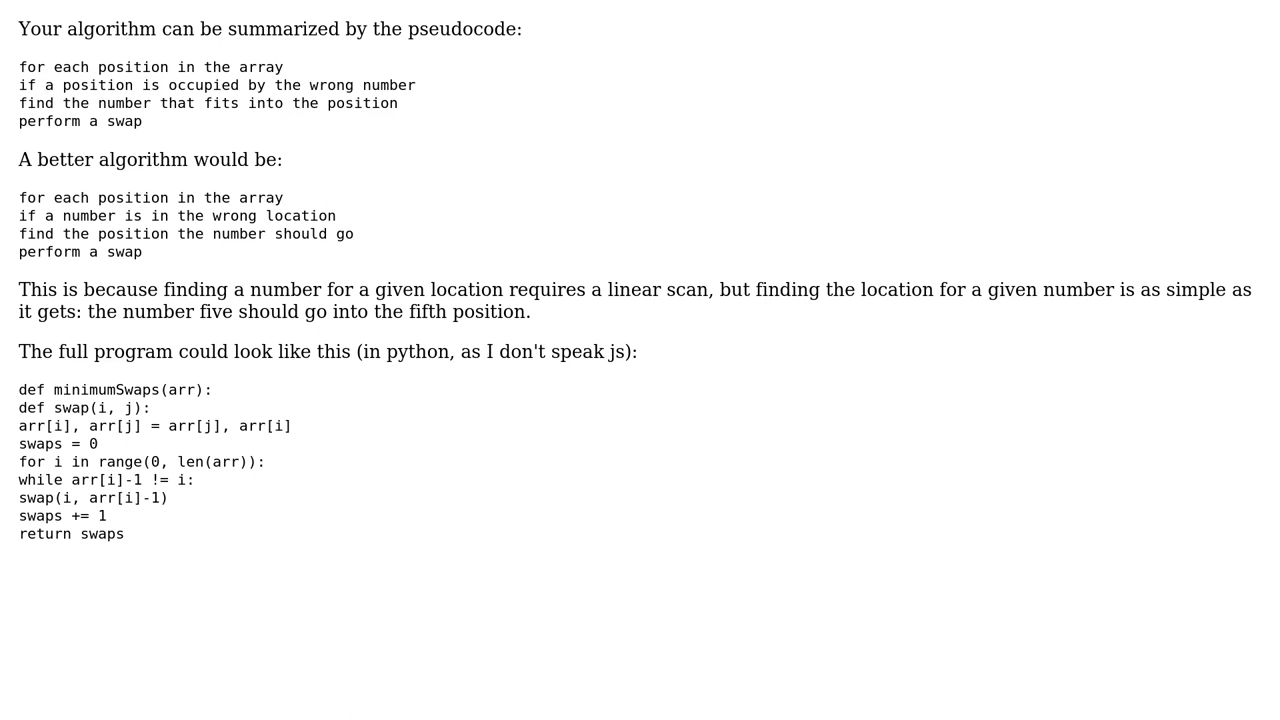 Your algorithm can be summarized by the pseudocode:
for each position in the array
if a position is occupied by the wrong number
find the number that fits into the position
perform a swap
A better algorithm would be:
for each position in the array
if a number is in the wrong location
find the position the number should go
perform a swap
This is because finding a number for a given location requires a linear scan, but finding the location for a given number is as simple as
it gets: the number five should go into the fifth position.
The full program could look like this (in python, as I don't speak js):
def minimumSwaps(arr):
def swap(i, j):
arr[i], arr[j] = arr[j], arr[i]
swaps = 0
for i in range(0, len(arr)):
while arr[i]-1 != i:
swap(i, arr[i]-1)
swaps += 1
return swaps